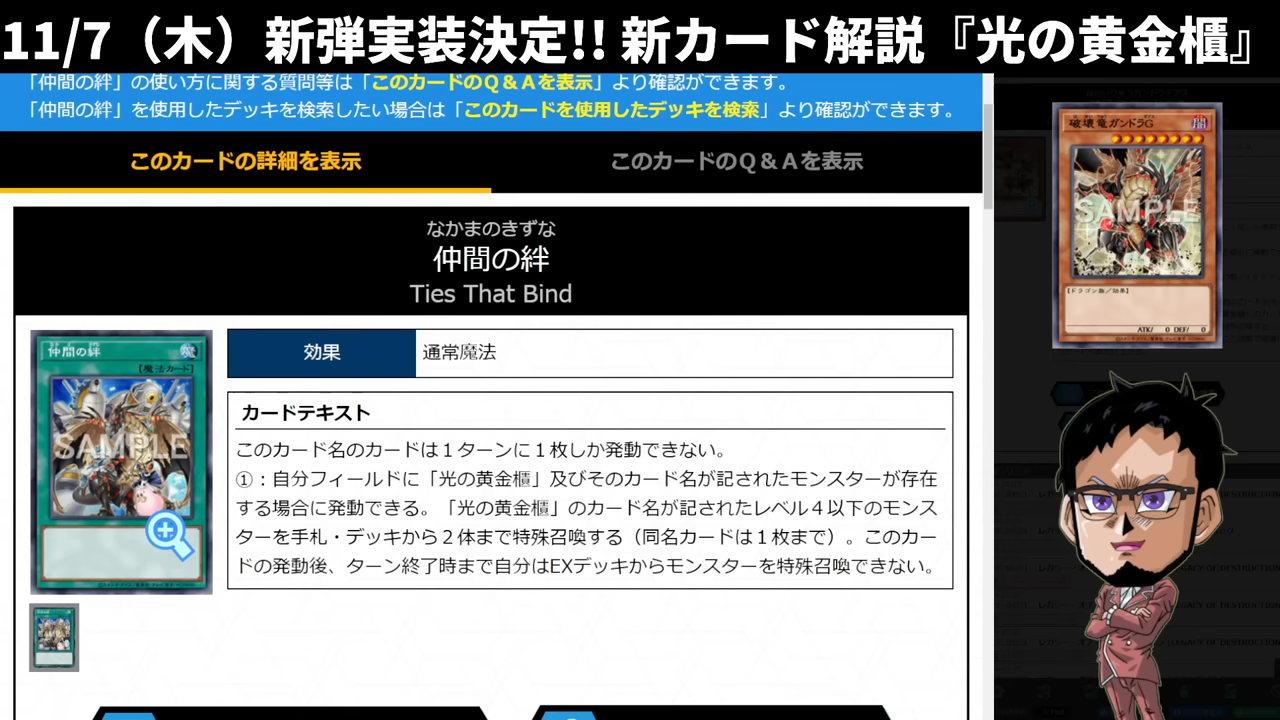 11/7（木）新弾実装決定!! 新カード解説『光の黄金櫃』
「仲間の絆」の使い方に関する質問等は「このカードのQ＆Aを表示」より確認ができます。
「仲間の絆」を使用したデッキを検索したい場合は「このカードを使用したデッキを検索」より確認ができます。
このカードの詳細を表示
このカードのQ＆Aを表示
なかまのきずな
仲間の絆
Ties That Bind
仲間の絆
魔
【魔法カード】
SAMPLE
効果
通常魔法
カードテキスト
このカード名のカードは１ターンに１枚しか発動できない。
①：自分フィールドに「光の黄金櫃」及びそのカード名が記されたモンスターが存在
する場合に発動できる。「光の黄金櫃」のカード名が記されたレベル４以下のモンス
ターを手札・デッキから２体まで特殊召喚する（同名カードは１枚まで）。このカー
ドの発動後、ターン終了時まで自分はEXデッキからモンスターを特殊召喚できない。
破壊竜ガンドラG
闇
SAMPLE
【ドラゴン族／効果】
ATK/ 0 DEF/ 0